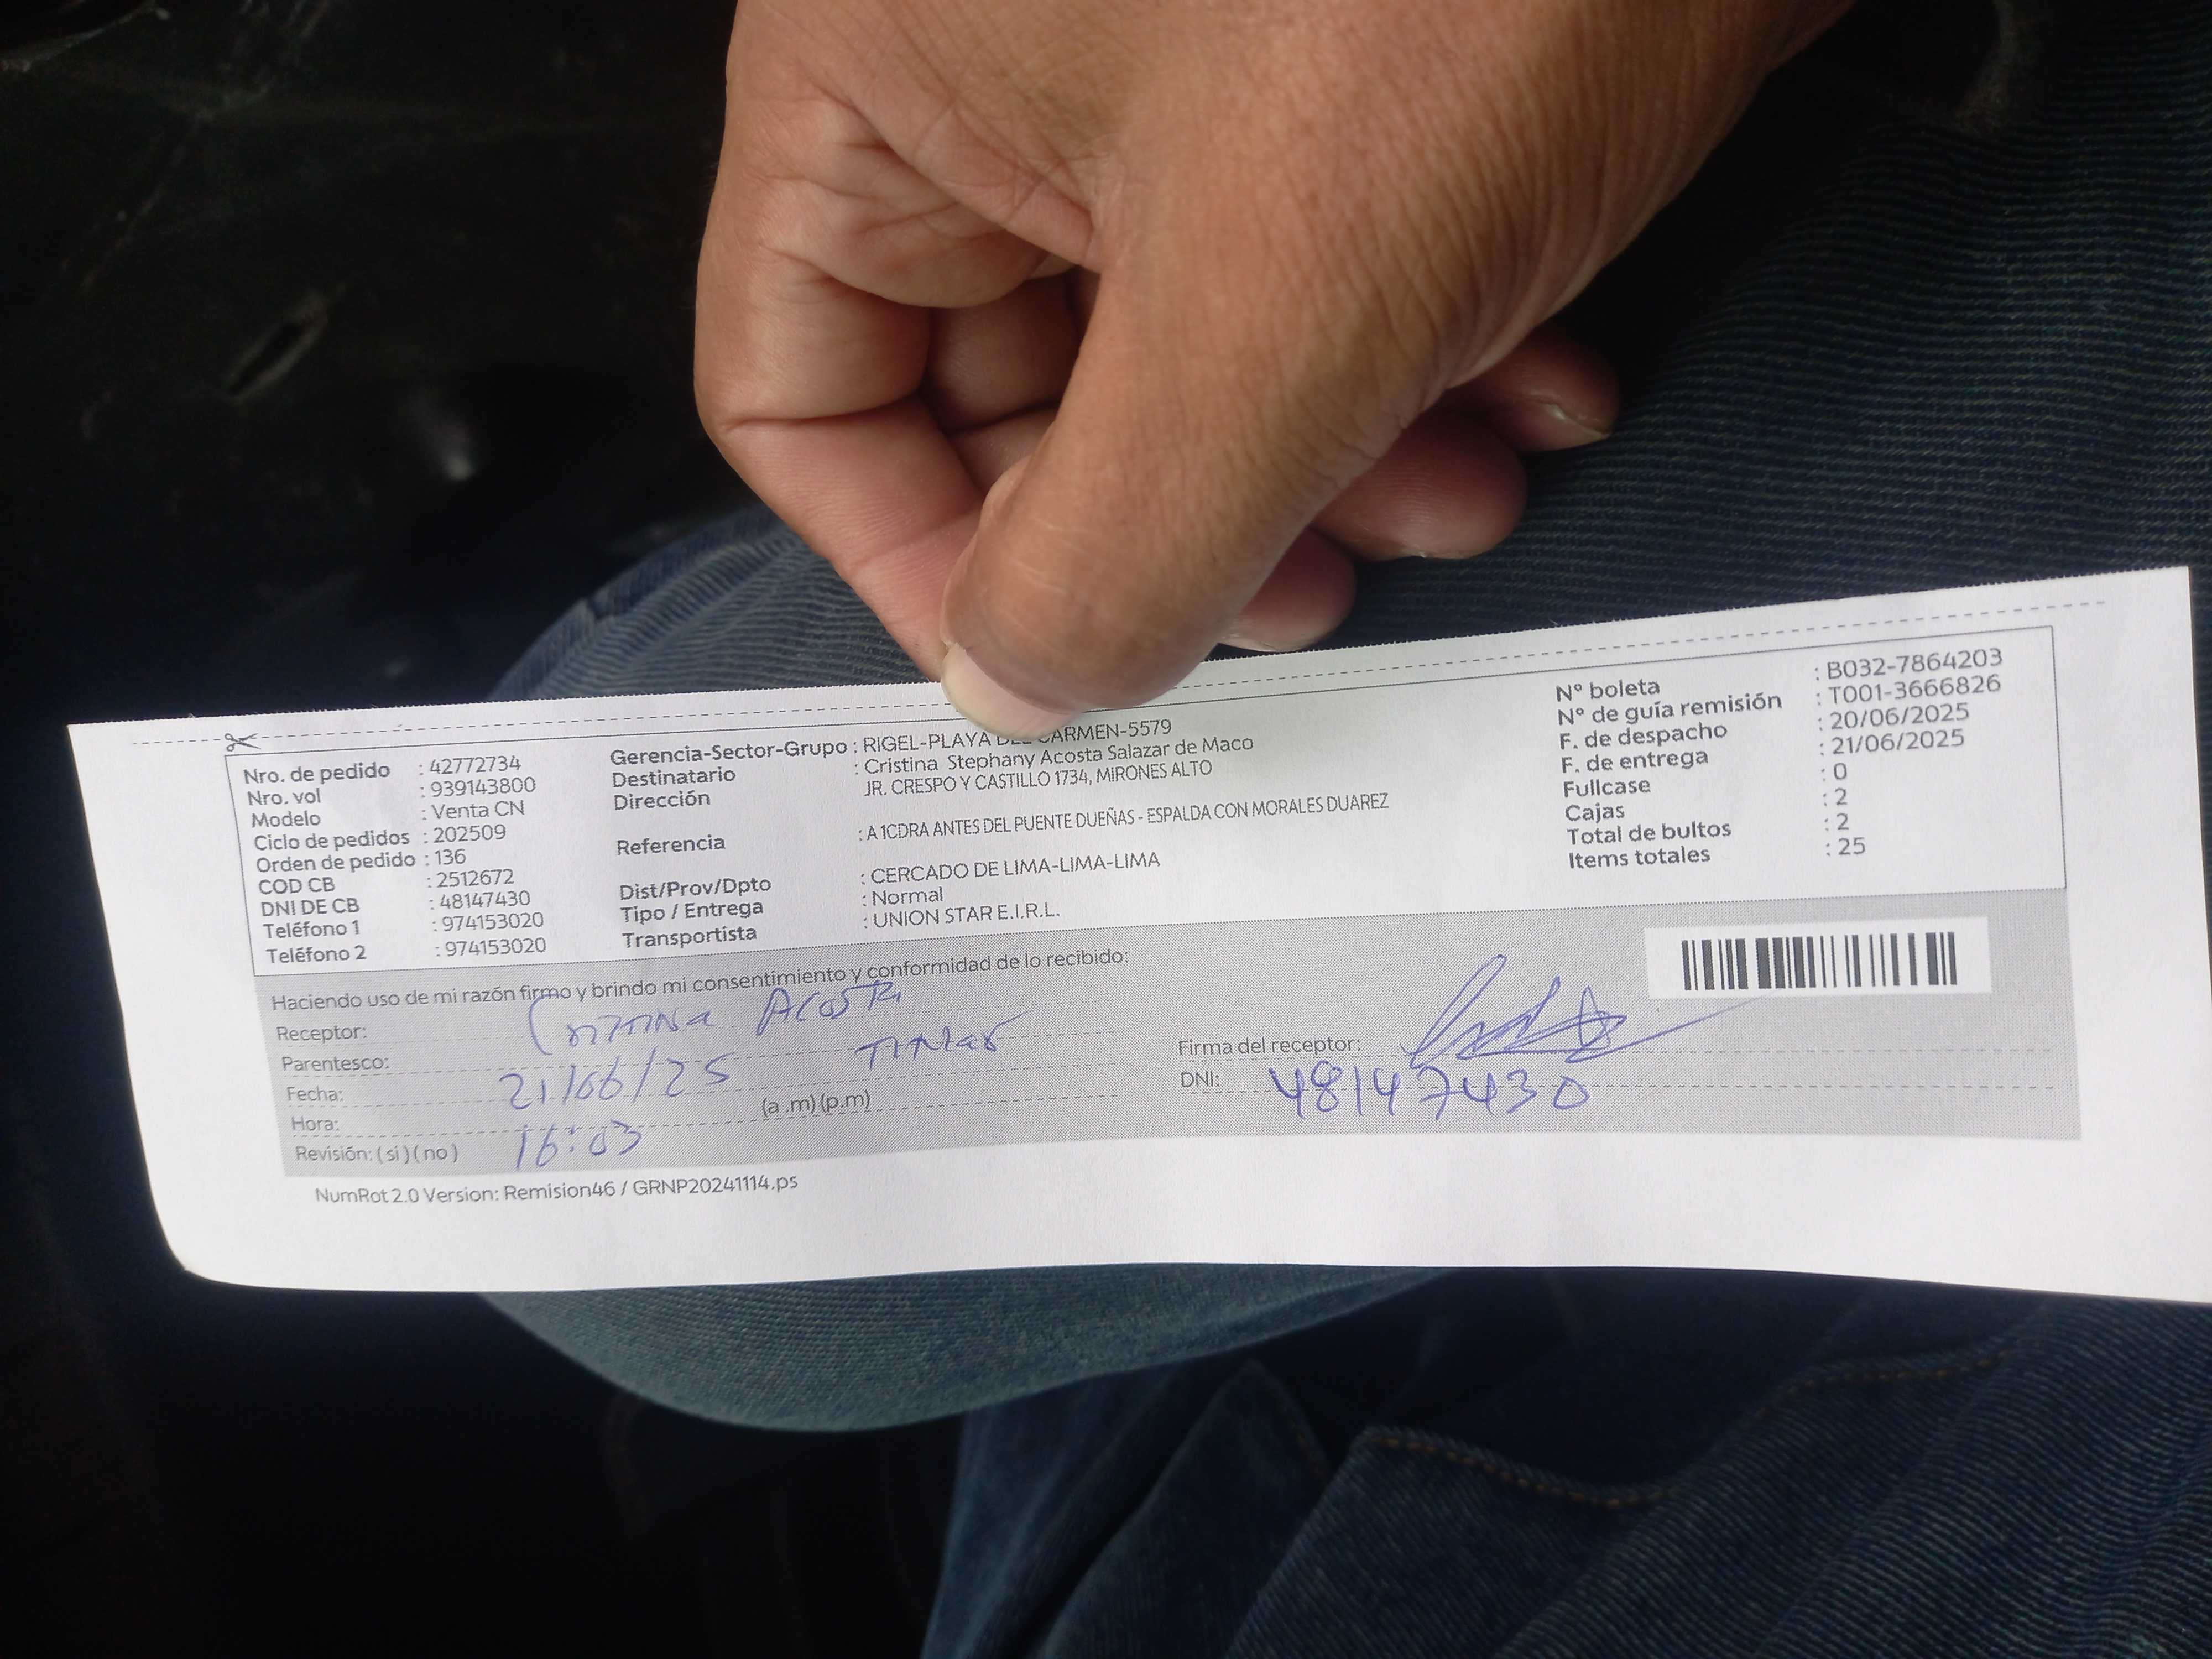 Nro. de pedido : 42772734
Nro. vol : 939143800
Modelo : Venta CN
Ciclo de pedidos : 202509
Orden de pedido : 136
COD CB : 2512672
DNI DE CB : 48147430
Teléfono 1 : 974153020
Teléfono 2 : 974153020
Gerencia-Sector-Grupo : RIGEL-PLAYA DEL CARMEN-5579
Destinatario : Cristina Stephany Acosta Salazar de Maco
Dirección JR. CRESPO Y CASTILLO 1734, MIRONES ALTO
Referencia : A 1CDRA ANTES DEL PUENTE DUEÑAS - ESPALDA CON MORALES DUAREZ
Dist/Prov/Dpto : CERCADO DE LIMA-LIMA-LIMA
Tipo / Entrega : Normal
Transportista : UNION STAR E.I.R.L.
N° boleta : B032-7864203
N° de guía remisión : T001-3666826
F. de despacho : 20/06/2025
F. de entrega : 21/06/2025
Fullcase : 0
Cajas : 2
Total de bultos : 2
Items totales : 25
Haciendo uso de mi razón firmo y brindo mi consentimiento y conformidad de lo recibido:
Receptor: Cristina Acosta
Parentesco:
Fecha: 21/06/25
Hora: (a .m) (p.m)
Revisión: ( si ) ( no ) 16:03
Firma del receptor:
DNI: 48147430
NumRot 2.0 Version: Remision46 / GRNP20241114.ps